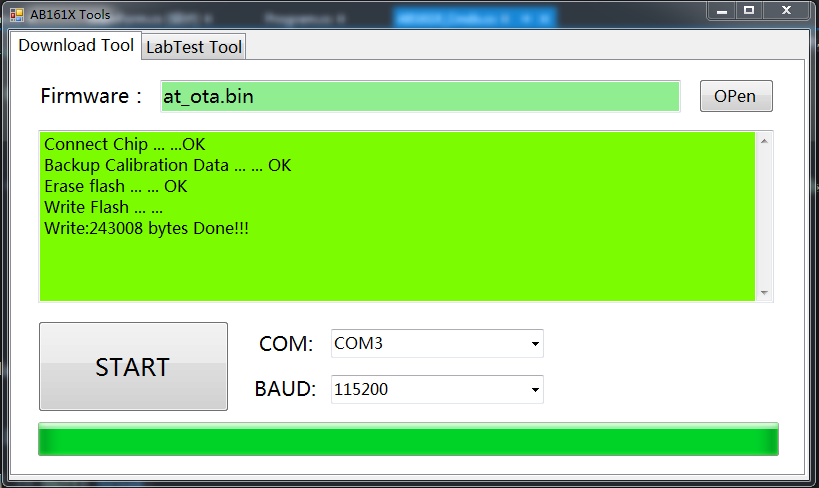 AB161X Tools
Download Tool
LabTest Tool
Firmware :
at_ota.bin
OPen
Connect Chip ... ...OK
Backup Calibration Data ... ... OK
Erase flash ... ... OK
Write Flash ... ...
Write:243008 bytes Done!!!
START
COM:
COM3
BAUD:
115200